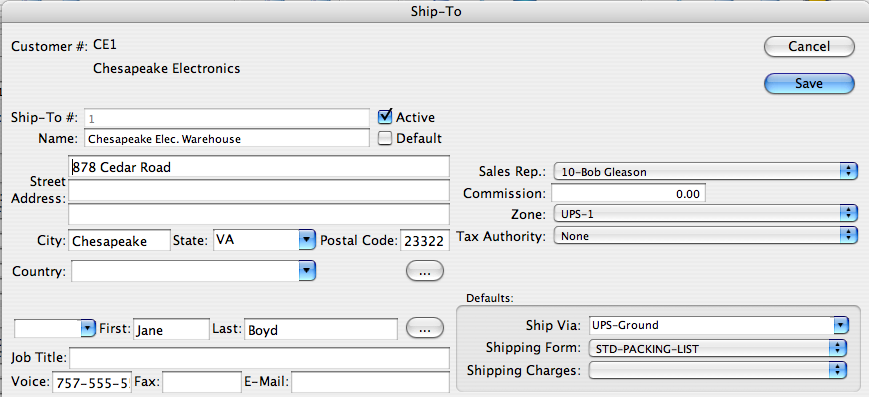 Ship-To
Customer #: CE1
Chesapeake Electronics
Cancel
Save
Ship-To #: 1
Active
Name: Chesapeake Elec. Warehouse
Default
Street Address: 878 Cedar Road
City: Chesapeake State: VA Postal Code: 23322
Country: ...
First: Jane Last: Boyd ...
Job Title:
Voice: 757-555-5 Fax: E-Mail:
Sales Rep.: 10-Bob Gleason
Commission: 0.00
Zone: UPS-1
Tax Authority: None
Defaults:
Ship Via: UPS-Ground
Shipping Form: STD-PACKING-LIST
Shipping Charges: